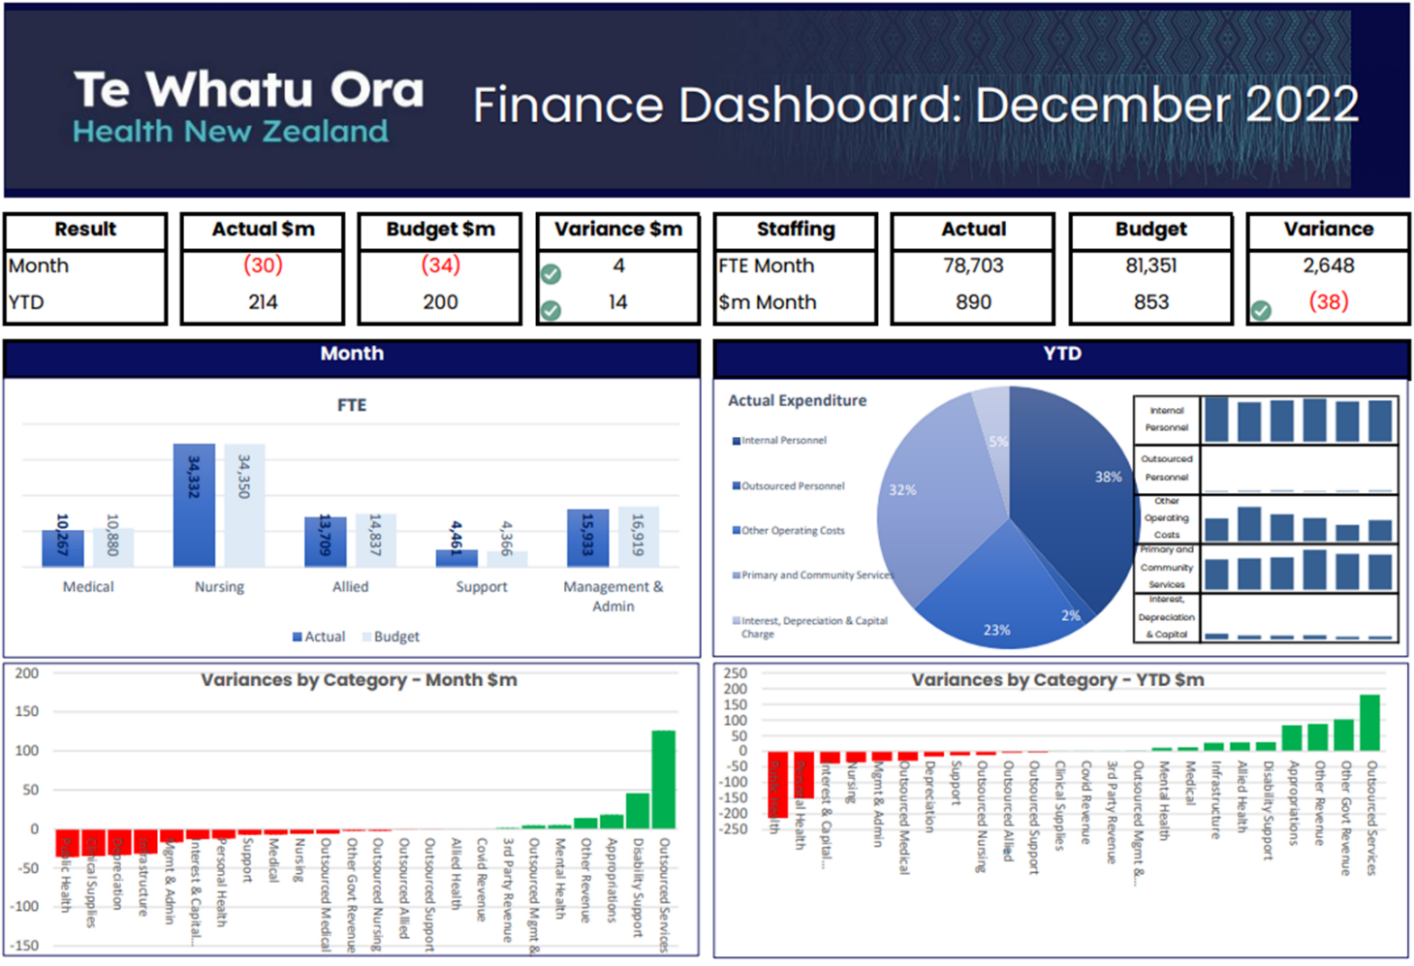 Te Whatu Ora
Health New Zealand
Finance Dashboard: December 2022
Result Actual $m Budget $m Variance $m Staffing Actual Budget Variance
Month (30) (34) 4 FTE Month 78,703 81,351 2,648
YTD 214 200 14 $m Month 890 853 (38)
Month
FTE
10,267 10,880 34,332 34,350 13,709 14,837 4,461 4,366 15,933 16,919
Medical Nursing Allied Support Management &
Admin
Actual Budget
YTD
Actual Expenditure
Internal Personnel
Outsourced Personnel
Other Operating Costs
Primary and Community Services
Interest, Depreciation & Capital
Charge
5%
38%
32%
2%
23%
Internal
Personnel
Outsourced
Personnel
Other
Operating
Costs
Primary and
Community
Services
Interest,
Depreciation
& Capital
Variances by Category - Month $m
200
150
100
50
0
-50
-100
-150
Public Health
Clinical Supplies
Depreciation
Infrastructure
Mgmt & Admin
Interest & Capital...
Personal Health
Support
Medical
Nursing
Outsourced Medical
Other Govt Revenue
Outsourced Nursing
Outsourced Allied
Outsourced Support
Allied Health
Covid Revenue
3rd Party Revenue
Outsourced Mgmt &
Mental Health
Other Revenue
Appropriations
Disability Support
Outsourced Services
Variances by Category - YTD $m
250
200
150
100
50
0
-50
-100
-150
-200
-250
Public Health
Personal Health
Interest & Capital...
Nursing
Mgmt & Admin
Outsourced Medical
Depreciation
Support
Outsourced Nursing
Outsourced Allied
Outsourced Support
Clinical Supplies
Covid Revenue
3rd Party Revenue
Outsourced Mgmt &...
Mental Health
Medical
Infrastructure
Allied Health
Disability Support
Appropriations
Other Revenue
Other Govt Revenue
Outsourced Services